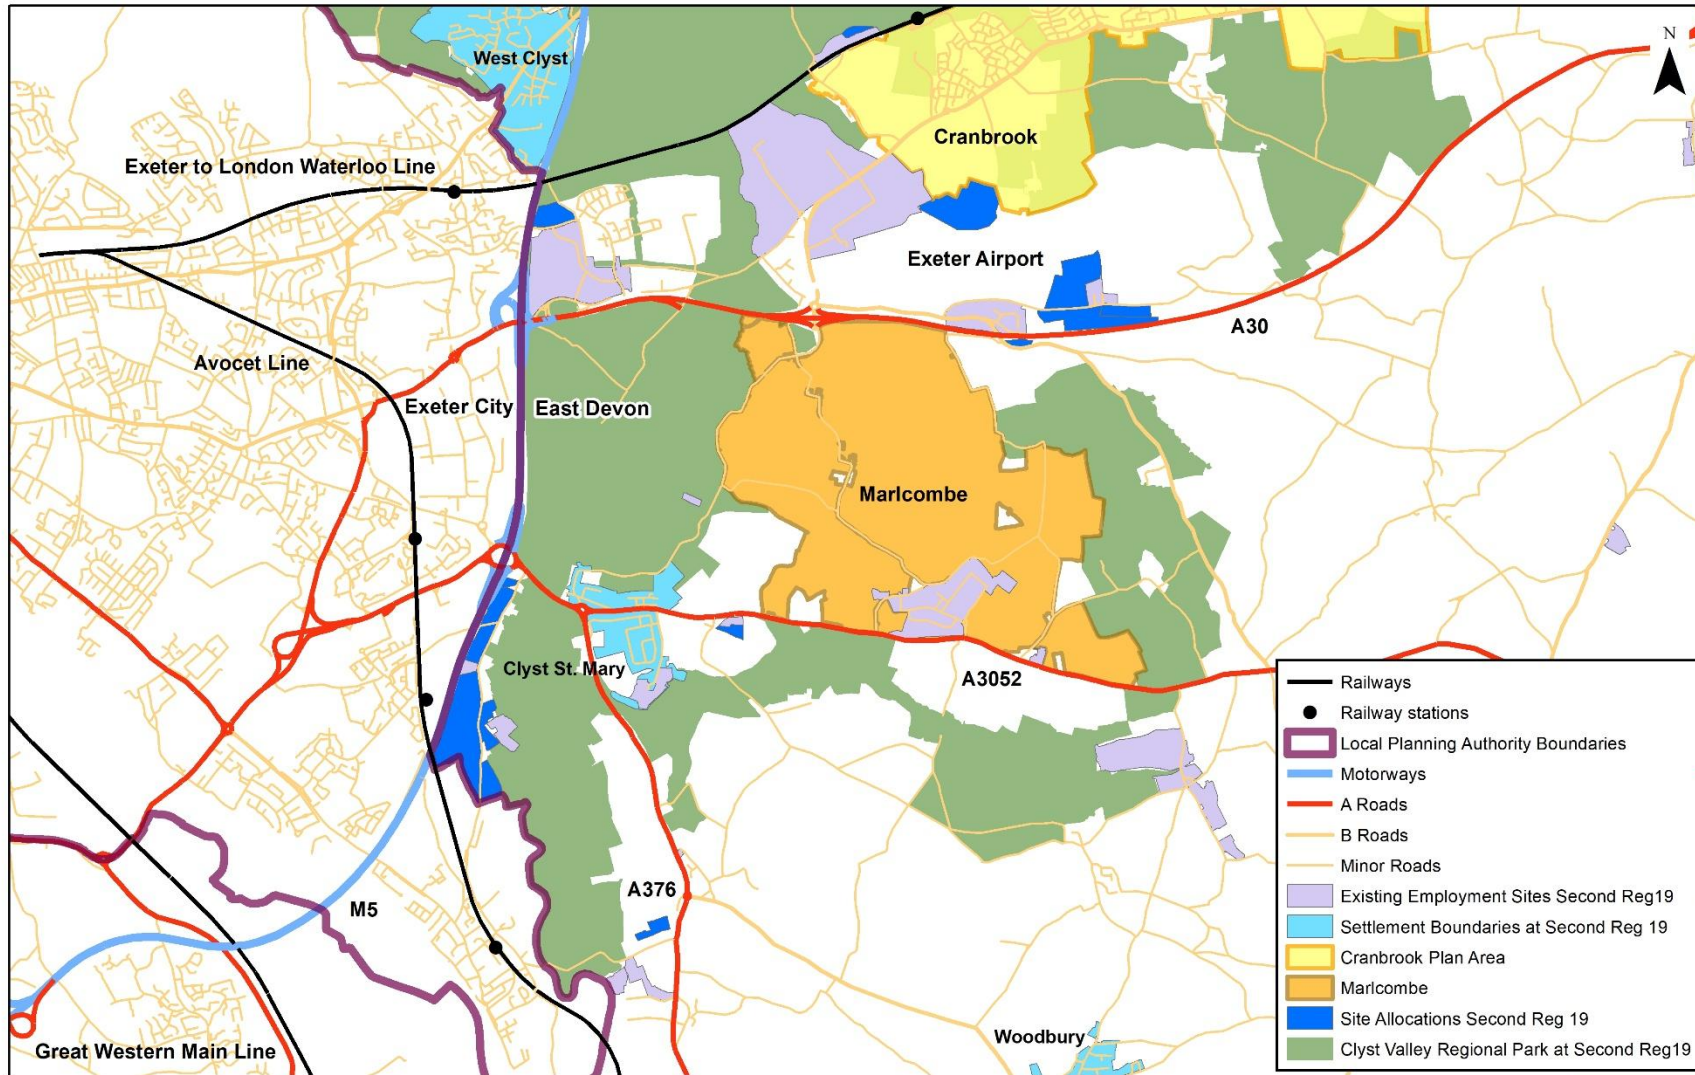 N
West Clyst
Cranbrook
Exeter to London Waterloo Line
Exeter Airport
A30
Avocet Line
Exeter City
East Devon
Marlcombe
Clyst St. Mary
A3052
A376
M5
Woodbury
Great Western Main Line
Railways
Railway stations
Local Planning Authority Boundaries
Motorways
A Roads
B Roads
Minor Roads
Existing Employment Sites Second Reg19
Settlement Boundaries at Second Reg 19
Cranbrook Plan Area
Marlcombe
Site Allocations Second Reg 19
Clyst Valley Regional Park at Second Reg19